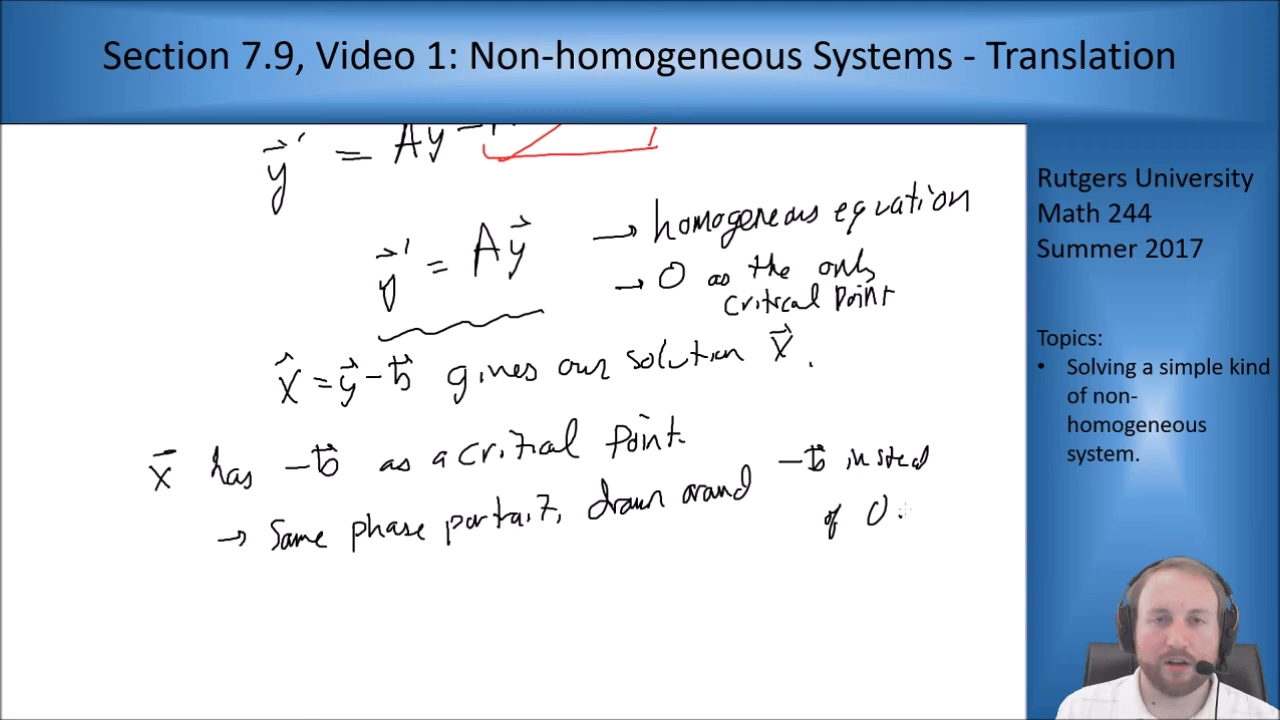 Section 7.9, Video 1: Non-homogeneous Systems - Translation
y⃗' = Ay -
y⃗' = Ay⃗ → homogeneous equation
→ 0 as the only
critical point
x⃗ = y⃗ - b⃗ gives our solution x⃗.
x⃗ has -b⃗ as a critical point.
→ Same phase portrait, drawn around -b⃗ instead
of 0.
Rutgers University
Math 244
Summer 2017
Topics:
• Solving a simple kind
of non-
homogeneous
system.